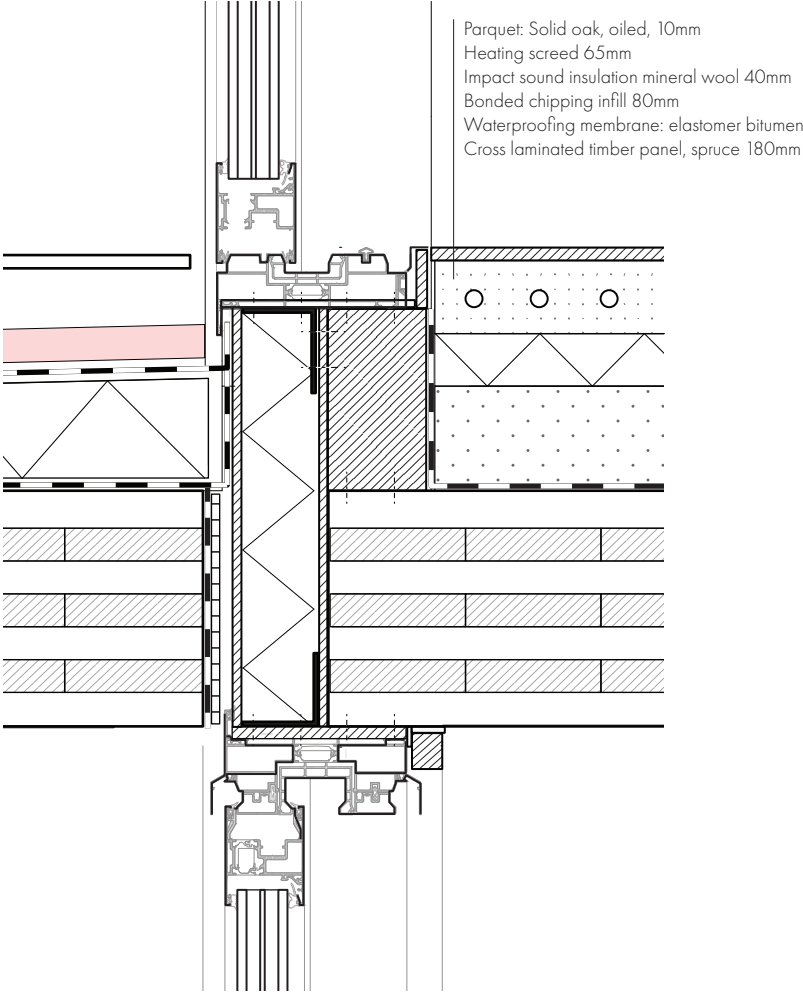 Parquet: Solid oak, oiled, 10mm
Heating screed 65mm
Impact sound insulation mineral wool 40mm
Bonded chipping infill 80mm
Waterproofing membrane: elastomer bitumen
Cross laminated timber panel, spruce 180mm